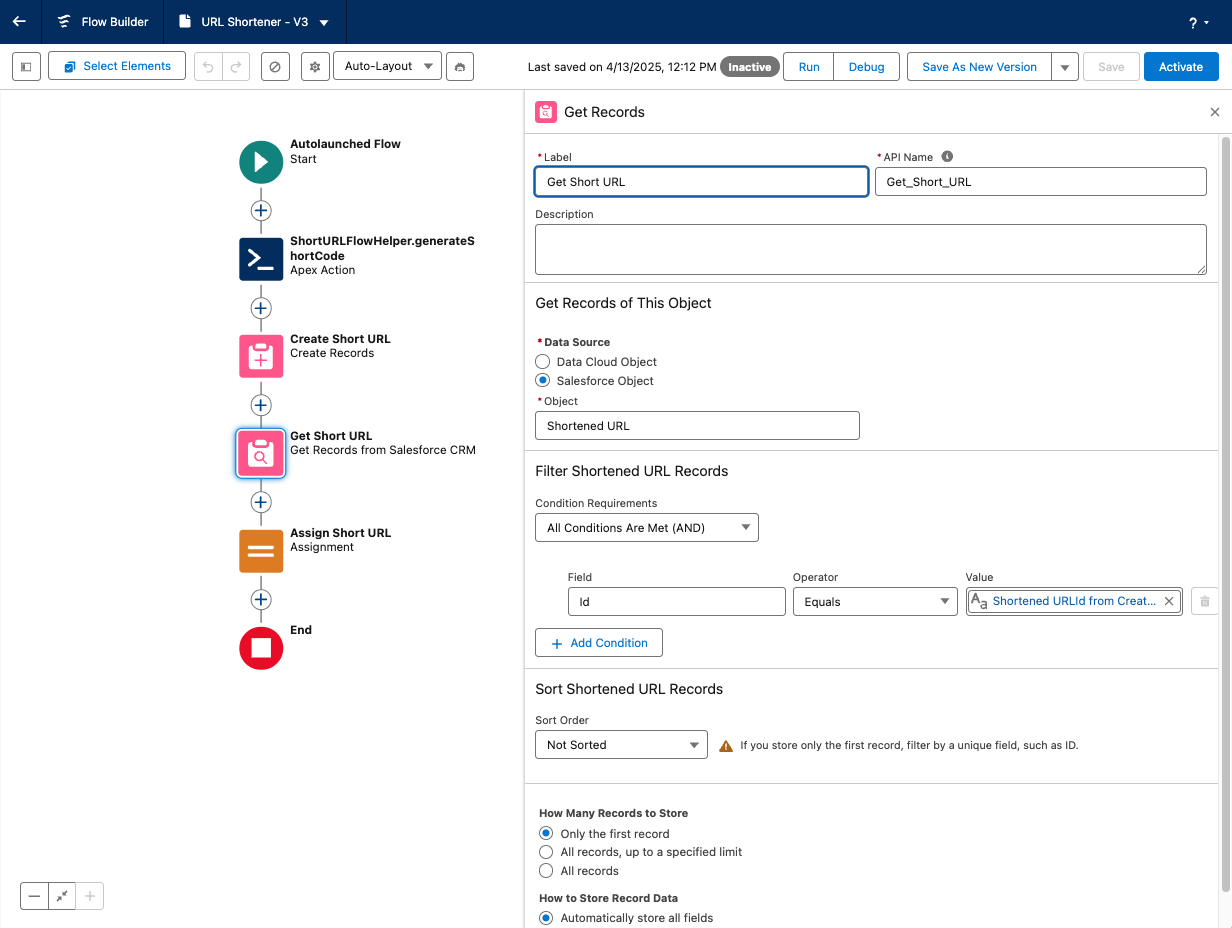 Flow Builder
URL Shortener - V3
?
Select Elements
Auto-Layout
Last saved on 4/13/2025, 12:12 PM
Inactive
Run
Debug
Save As New Version
Save
Activate
Autolaunched Flow
Start
ShortURLFlowHelper.generateS
hortCode
Apex Action
Create Short URL
Create Records
Get Short URL
Get Records from Salesforce CRM
Assign Short URL
Assignment
End
Get Records
*Label
Get Short URL
*API Name
Get_Short_URL
Description
Get Records of This Object
*Data Source
Data Cloud Object
Salesforce Object
*Object
Shortened URL
Filter Shortened URL Records
Condition Requirements
All Conditions Are Met (AND)
Field
Id
Operator
Equals
Value
Shortened URLId from Creat...
Add Condition
Sort Shortened URL Records
Sort Order
Not Sorted
If you store only the first record, filter by a unique field, such as ID.
How Many Records to Store
Only the first record
All records, up to a specified limit
All records
How to Store Record Data
Automatically store all fields